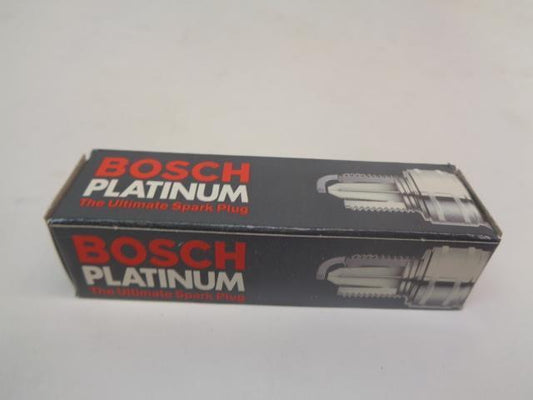 BOSCH
PLATINUM
The Ultimate Spark Plug
BOSCH
PLATINUM
The Ultimate Spark Plug